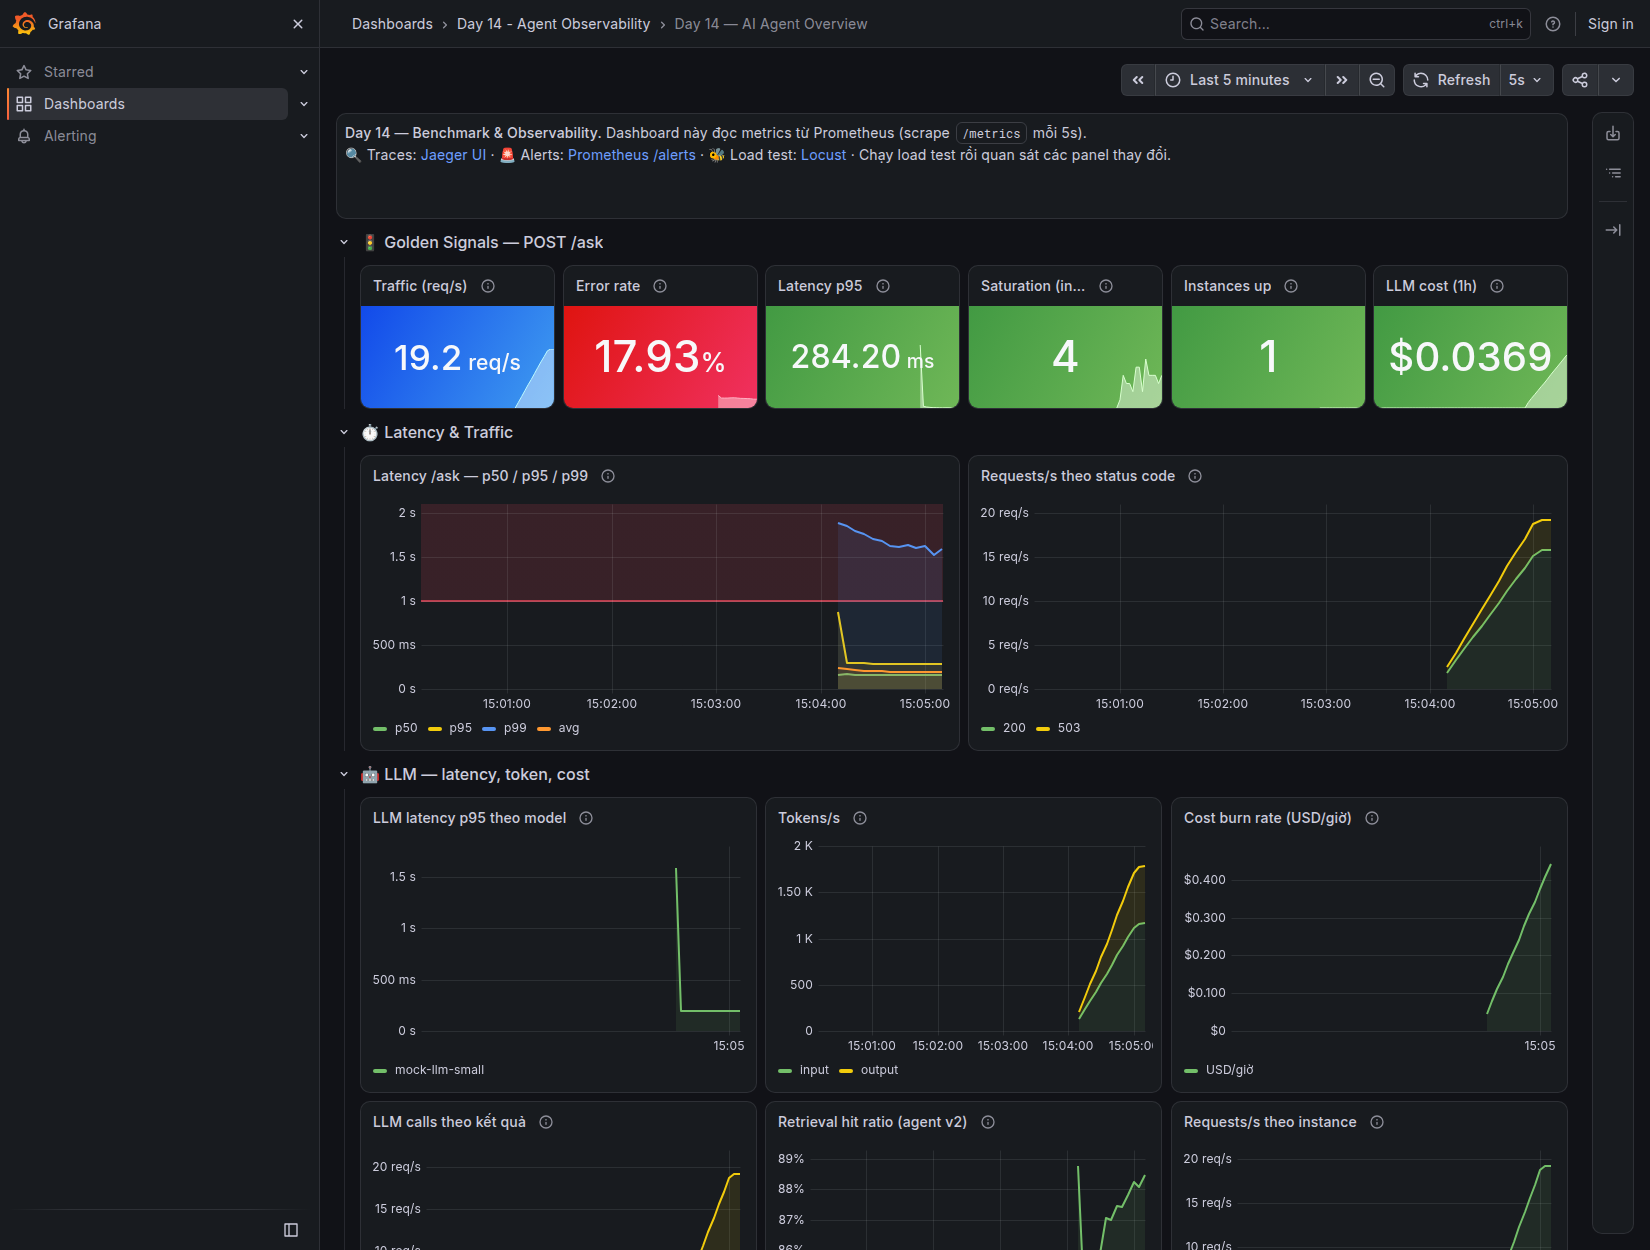 Grafana
Dashboards › Day 14 - Agent Observability › Day 14 — AI Agent Overview
Search...
ctrl+k
Sign in
Starred
Dashboards
Alerting
Last 5 minutes
Refresh
5s
Day 14 — Benchmark & Observability. Dashboard này đọc metrics từ Prometheus (scrape /metrics mỗi 5s).
🔍 Traces: Jaeger UI · 🚨 Alerts: Prometheus /alerts · 🐝 Load test: Locust · Chạy load test rồi quan sát các panel thay đổi.
🚦 Golden Signals — POST /ask
Traffic (req/s)
19.2 req/s
Error rate
17.93%
Latency p95
284.20 ms
Saturation (in...
4
Instances up
1
LLM cost (1h)
$0.0369
⏱️ Latency & Traffic
Latency /ask — p50 / p95 / p99
2 s
1.5 s
1 s
500 ms
0 s
15:01:00
15:02:00
15:03:00
15:04:00
15:05:00
p50
p95
p99
avg
Requests/s theo status code
20 req/s
15 req/s
10 req/s
5 req/s
0 req/s
15:01:00
15:02:00
15:03:00
15:04:00
15:05:00
200
503
🤖 LLM — latency, token, cost
LLM latency p95 theo model
1.5 s
1 s
500 ms
0 s
15:05
mock-llm-small
Tokens/s
2 K
1.50 K
1 K
500
0
15:01:00
15:02:00
15:03:00
15:04:00
15:05:0
input
output
Cost burn rate (USD/giờ)
$0.400
$0.300
$0.200
$0.100
$0
15:05
USD/giờ
LLM calls theo kết quả
20 req/s
15 req/s
10 req/s
Retrieval hit ratio (agent v2)
89%
88%
87%
86%
Requests/s theo instance
20 req/s
15 req/s
10 req/s